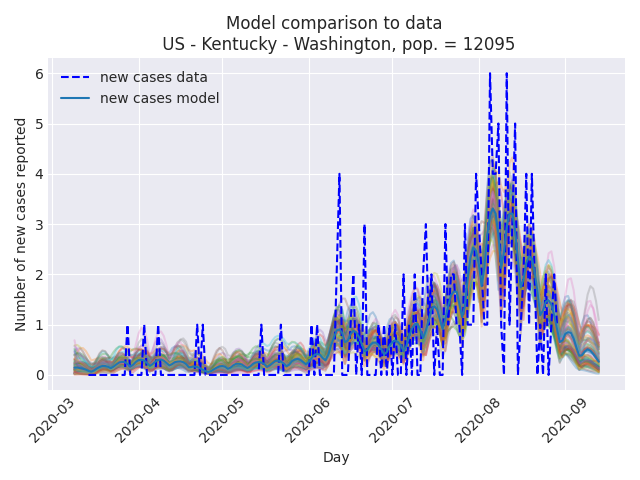 Model comparison to data
US - Kentucky - Washington, pop. = 12095
new cases data
new cases model
Number of new cases reported
6
5
4
3
2
1
0
2020-03
2020-04
2020-05
2020-06
2020-07
2020-08
2020-09
Day